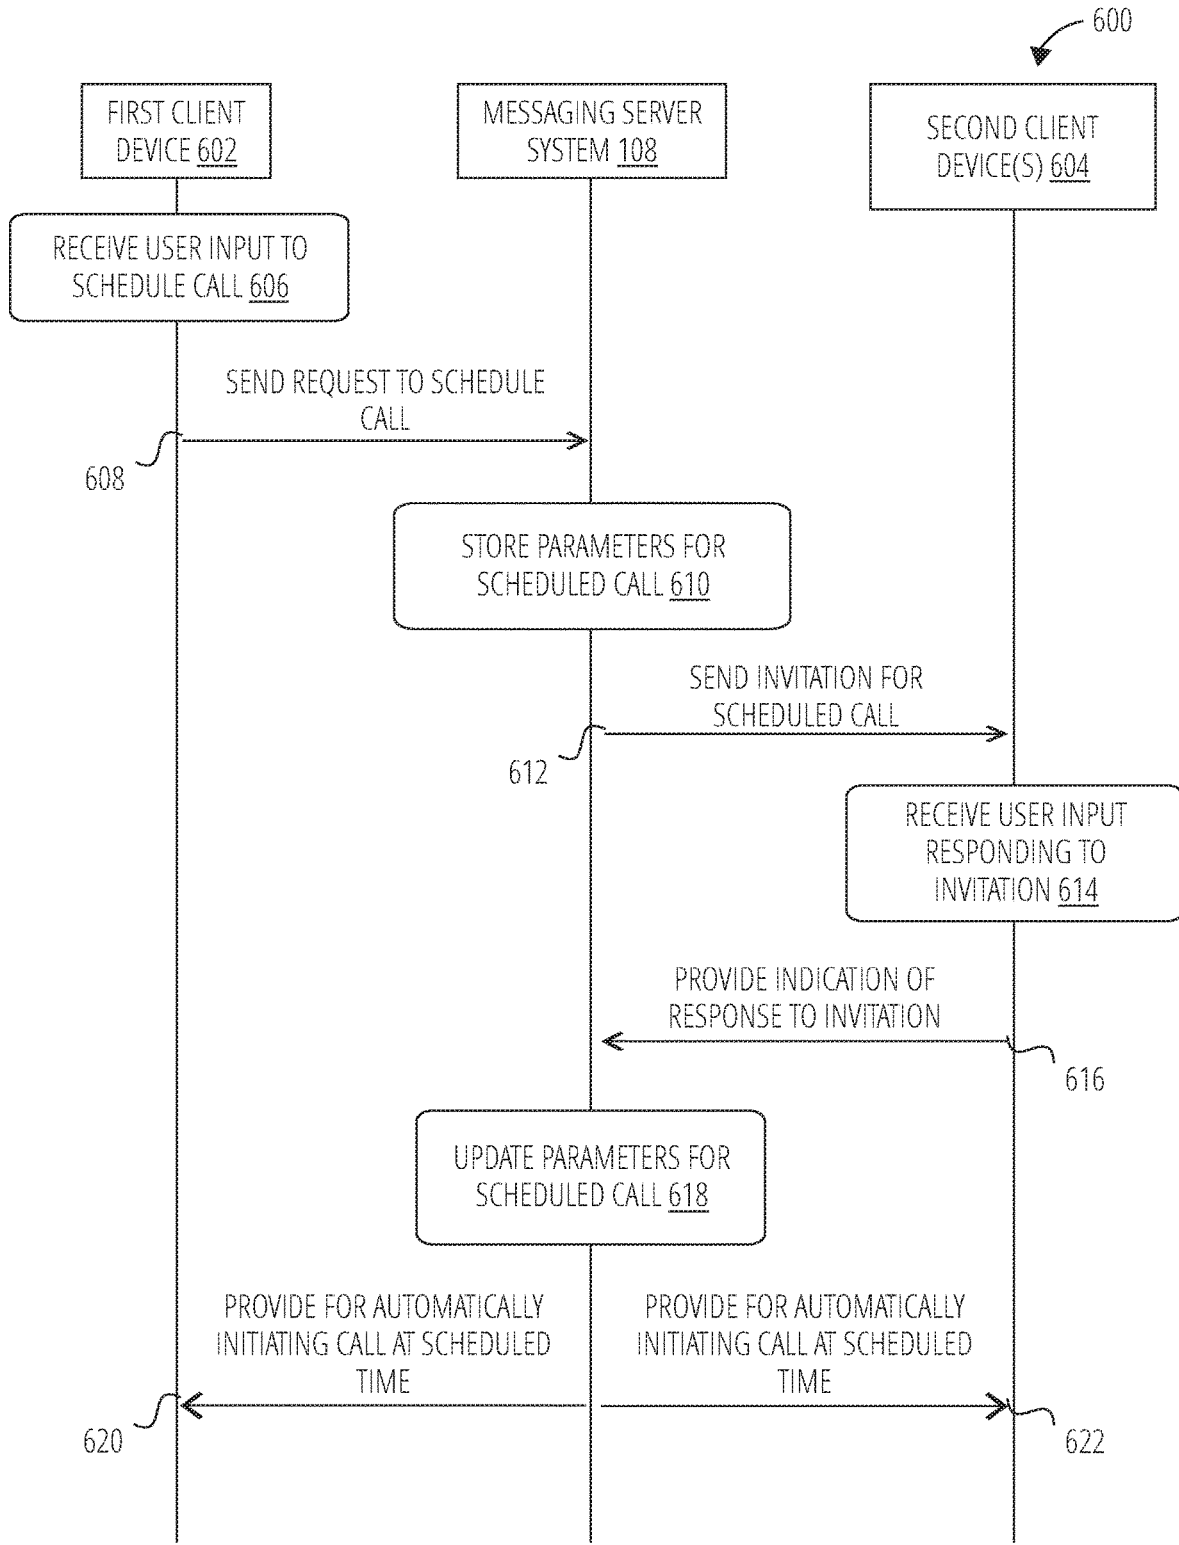 600
FIRST CLIENT
DEVICE 602
MESSAGING SERVER
SYSTEM 108
SECOND CLIENT
DEVICE(S) 604
RECEIVE USER INPUT TO
SCHEDULE CALL 606
SEND REQUEST TO SCHEDULE
CALL
608
STORE PARAMETERS FOR
SCHEDULED CALL 610
SEND INVITATION FOR
SCHEDULED CALL
612
RECEIVE USER INPUT
RESPONDING TO
INVITATION 614
PROVIDE INDICATION OF
RESPONSE TO INVITATION
616
UPDATE PARAMETERS FOR
SCHEDULED CALL 618
PROVIDE FOR AUTOMATICALLY
INITIATING CALL AT SCHEDULED
TIME
620
PROVIDE FOR AUTOMATICALLY
INITIATING CALL AT SCHEDULED
TIME
622